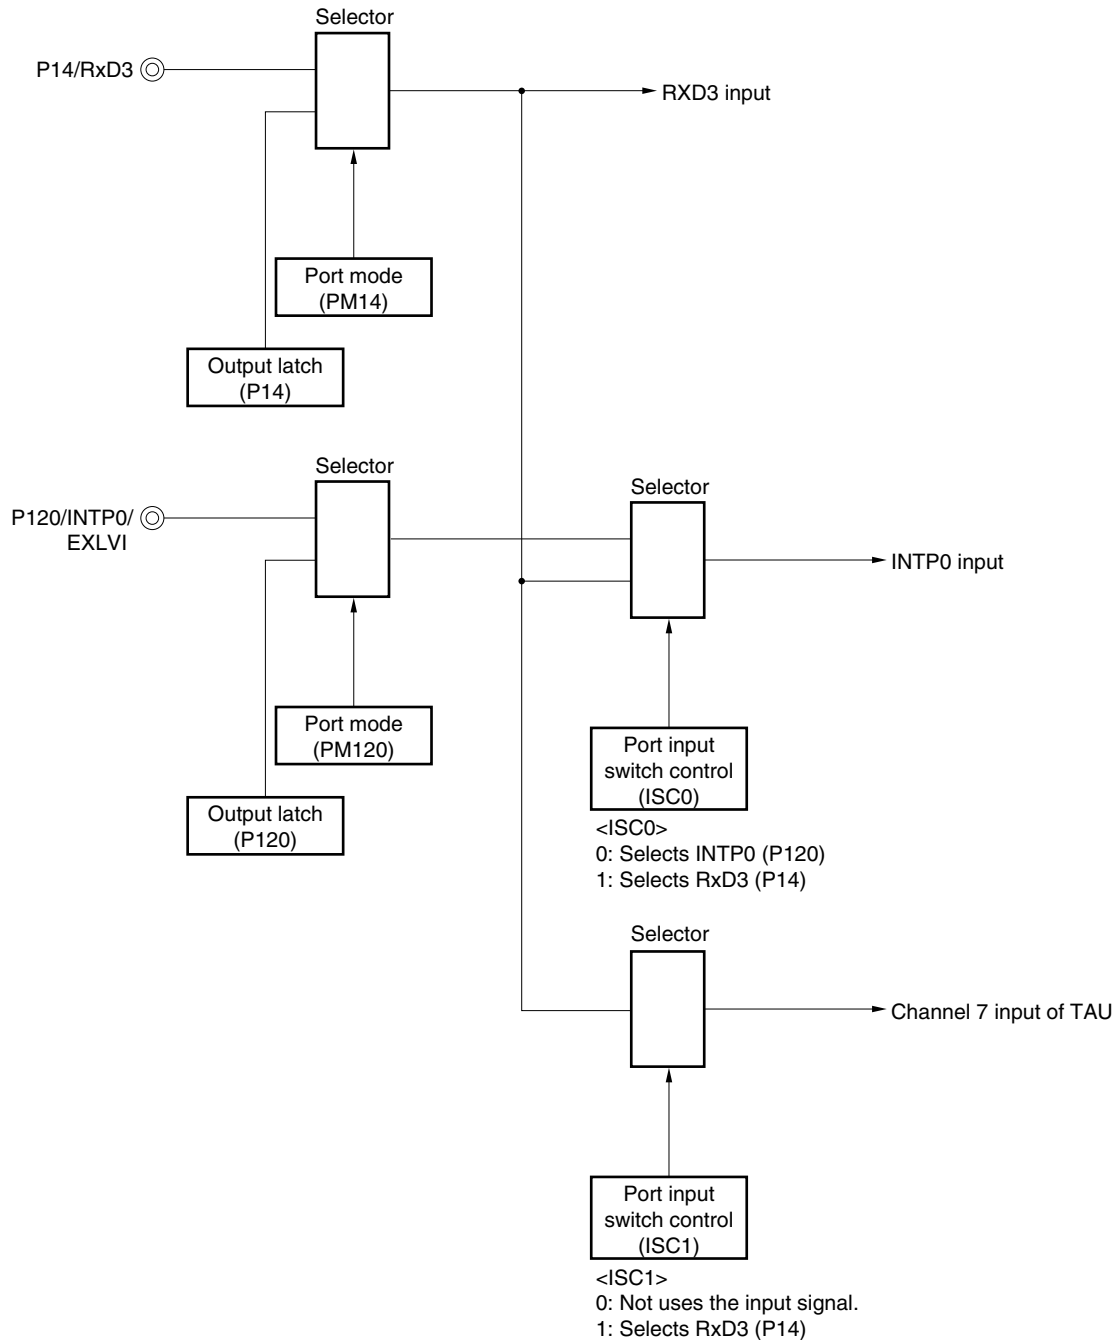 Selector
P14/RxD3
RXD3 input
Port mode
(PM14)
Output latch
(P14)
Selector
P120/INTP0/
EXLVI
Selector
INTP0 input
Port mode
(PM120)
Output latch
(P120)
Port input
switch control
(ISC0)
<ISC0>
0: Selects INTP0 (P120)
1: Selects RxD3 (P14)
Selector
Channel 7 input of TAU
Port input
switch control
(ISC1)
<ISC1>
0: Not uses the input signal.
1: Selects RxD3 (P14)